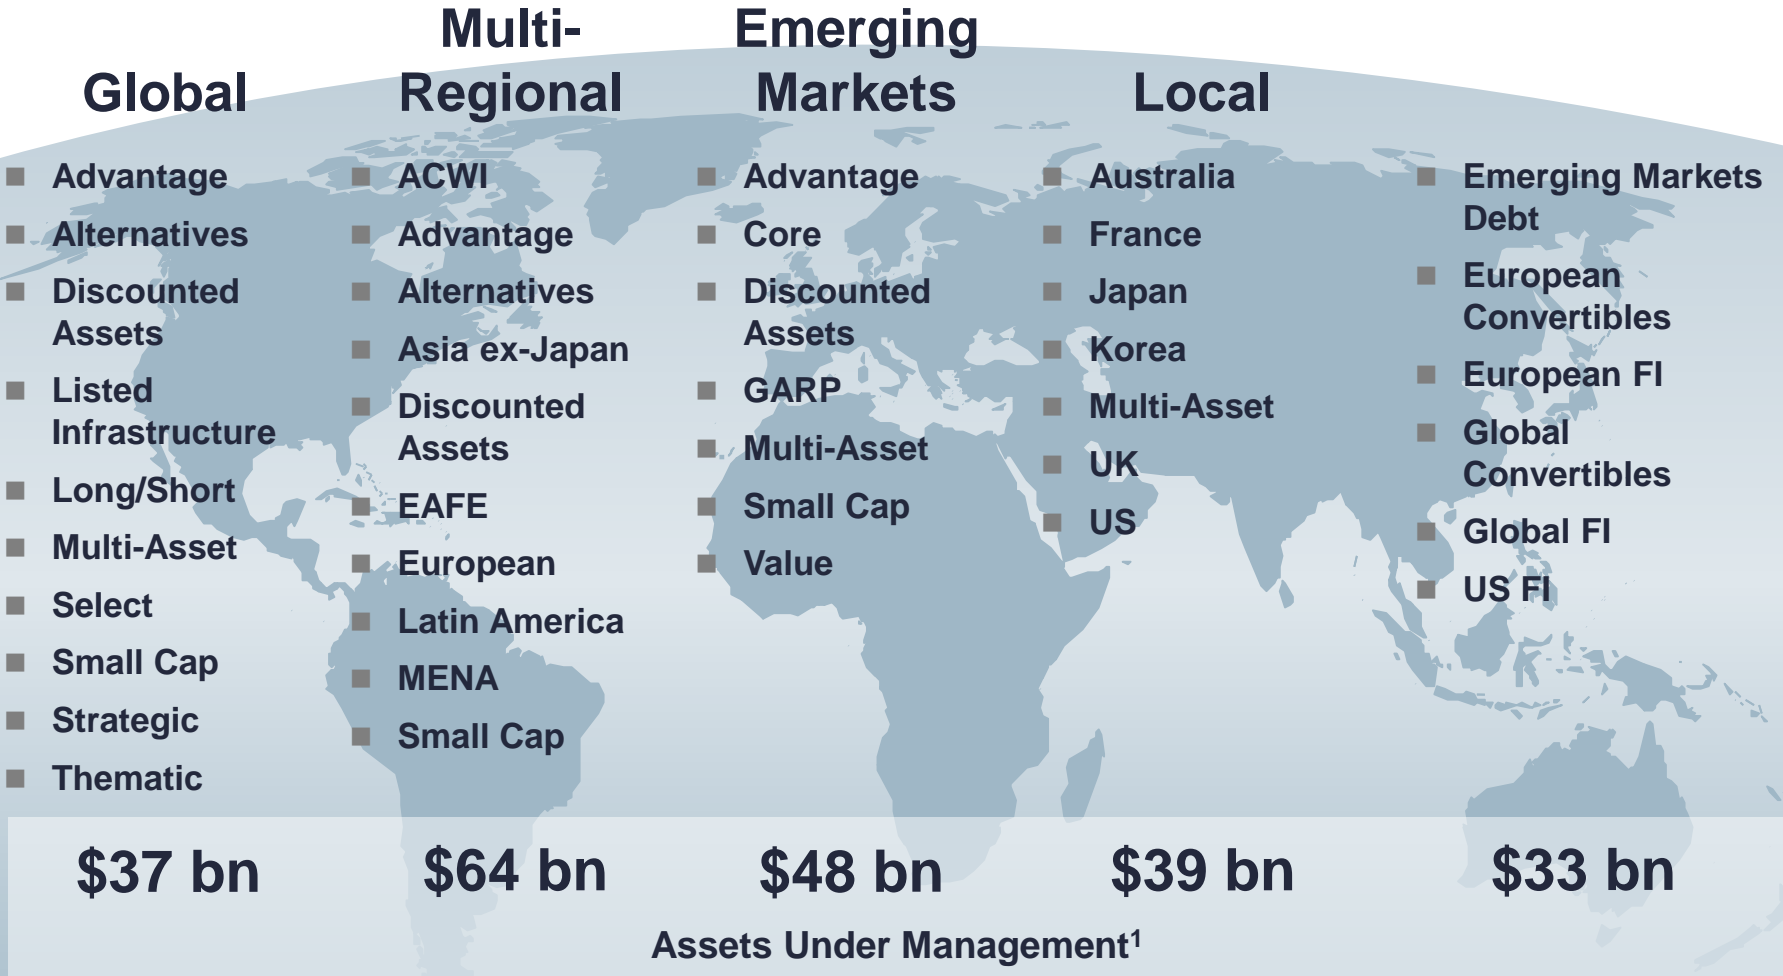 Global
Advantage
Alternatives
Discounted
Assets
Listed
Infrastructure
Long/Short
Multi-Asset
Select
Small Cap
Strategic
Thematic
$37 bn
Multi-
Regional
ACWI
Advantage
Alternatives
Asia ex-Japan
Discounted
Assets
EAFE
European
Latin America
MENA
Small Cap
$64 bn
Emerging
Markets
Advantage
Core
Discounted
Assets
GARP
Multi-Asset
Small Cap
Value
$48 bn
Local
Australia
France
Japan
Korea
Multi-Asset
UK
US
$39 bn
Emerging Markets
Debt
European
Convertibles
European FI
Global
Convertibles
Global FI
US FI
$33 bn
Assets Under Management¹